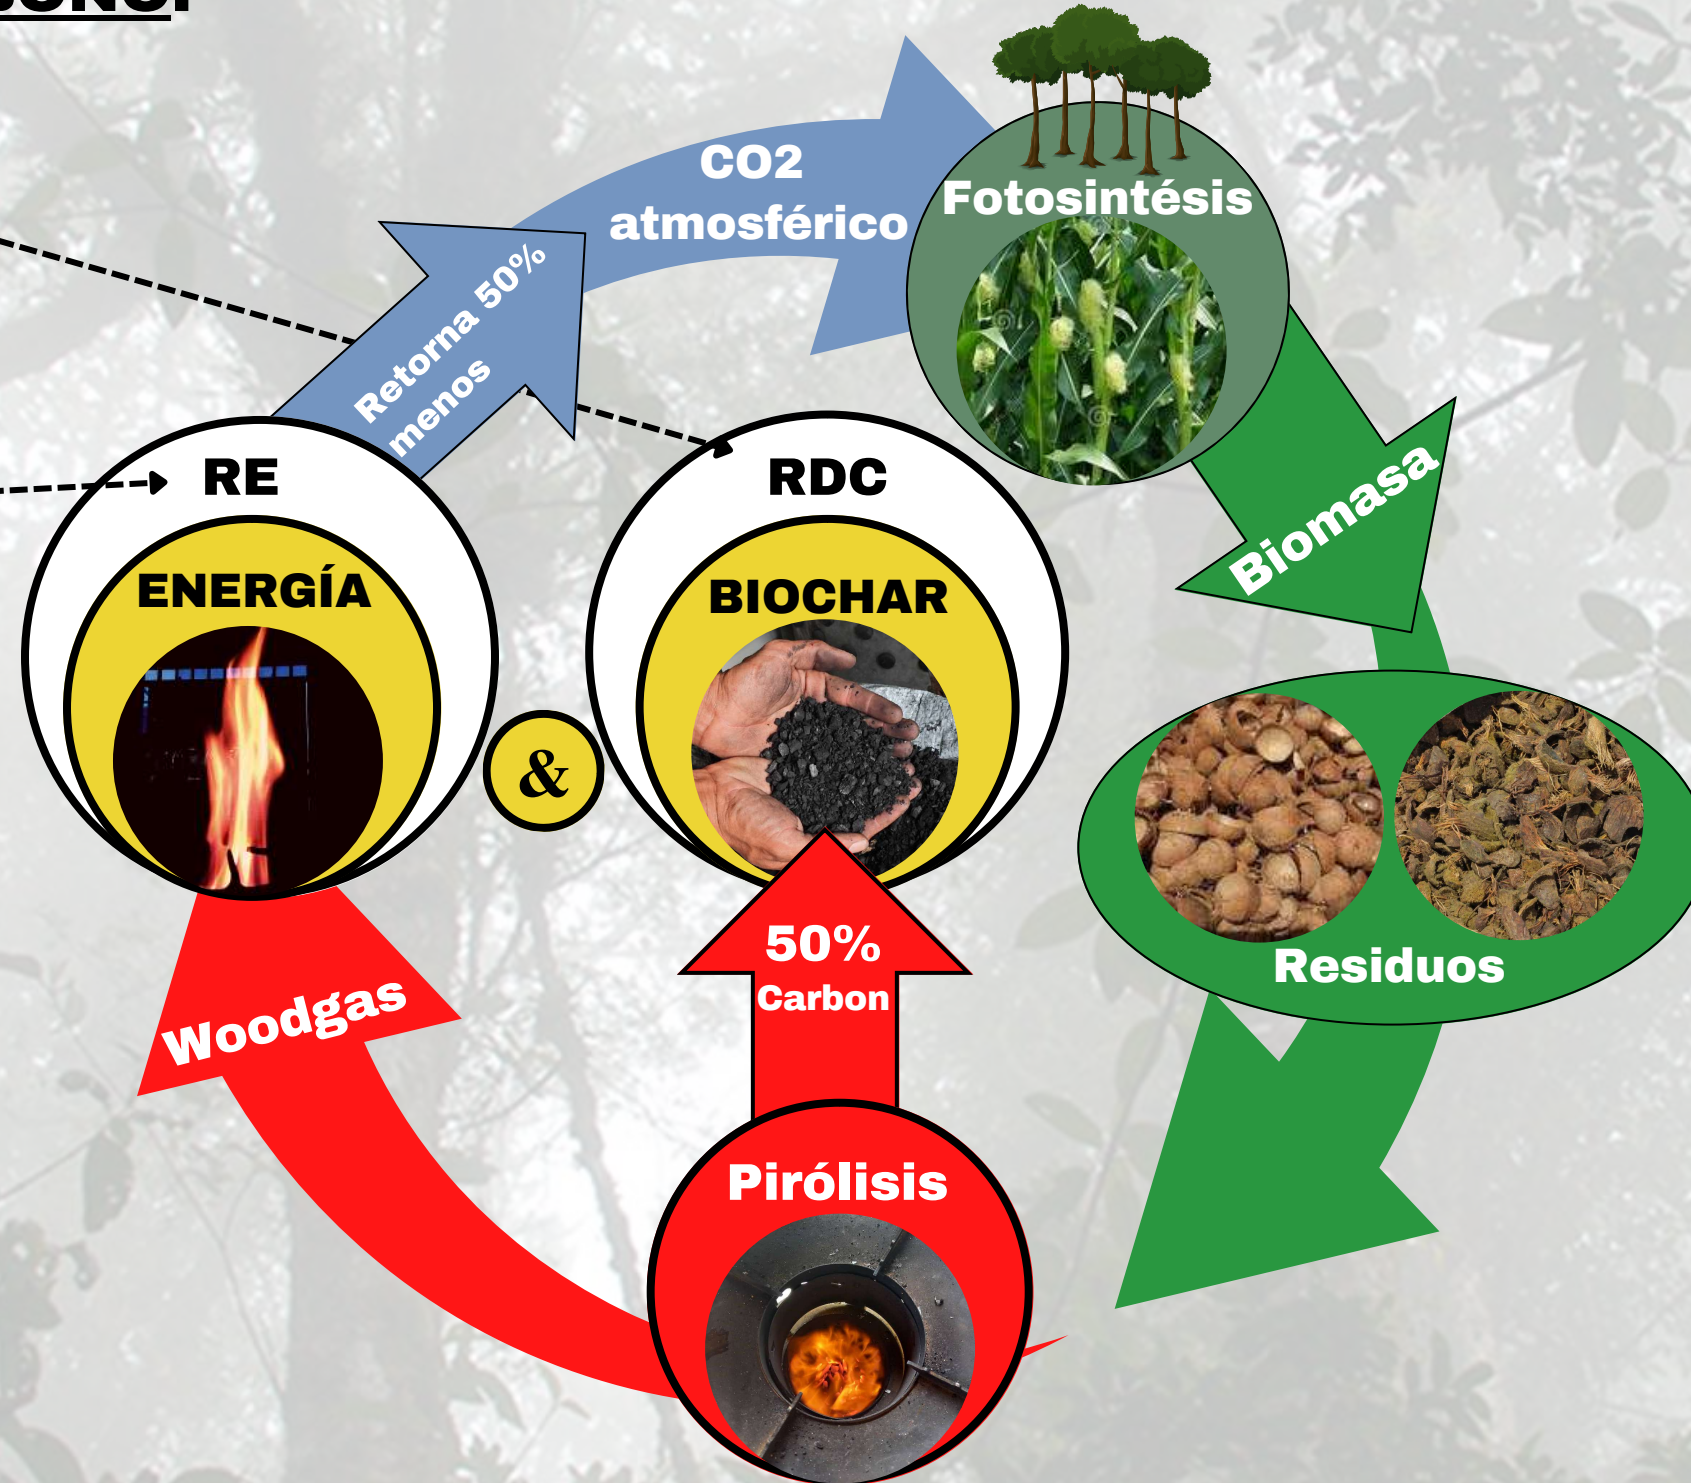 CO2
atmosférico
Fotosintésis
Retorna 50%
menos
Biomasa
RE
ENERGÍA
&
RDC
BIOCHAR
Residuos
50%
Carbon
Woodgas
Pirólisis